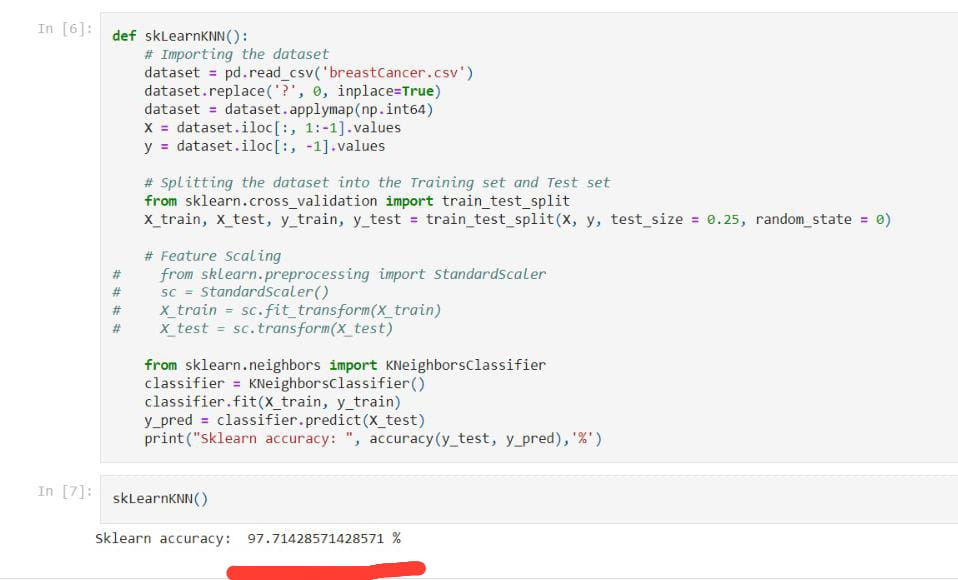 In [6]:
def skLearnKNN():
    # Importing the dataset
    dataset = pd.read_csv('breastCancer.csv')
    dataset.replace('?', 0, inplace=True)
    dataset = dataset.applymap(np.int64)
    X = dataset.iloc[:, 1:-1].values
    y = dataset.iloc[:, -1].values

    # Splitting the dataset into the Training set and Test set
    from sklearn.cross_validation import train_test_split
    X_train, X_test, y_train, y_test = train_test_split(X, y, test_size = 0.25, random_state = 0)

    # Feature Scaling
#     from sklearn.preprocessing import StandardScaler
#     sc = StandardScaler()
#     X_train = sc.fit_transform(X_train)
#     X_test = sc.transform(X_test)

    from sklearn.neighbors import KNeighborsClassifier
    classifier = KNeighborsClassifier()
    classifier.fit(X_train, y_train)
    y_pred = classifier.predict(X_test)
    print("Sklearn accuracy: ", accuracy(y_test, y_pred),'%')
In [7]:
skLearnKNN()
Sklearn accuracy:  97.71428571428571 %